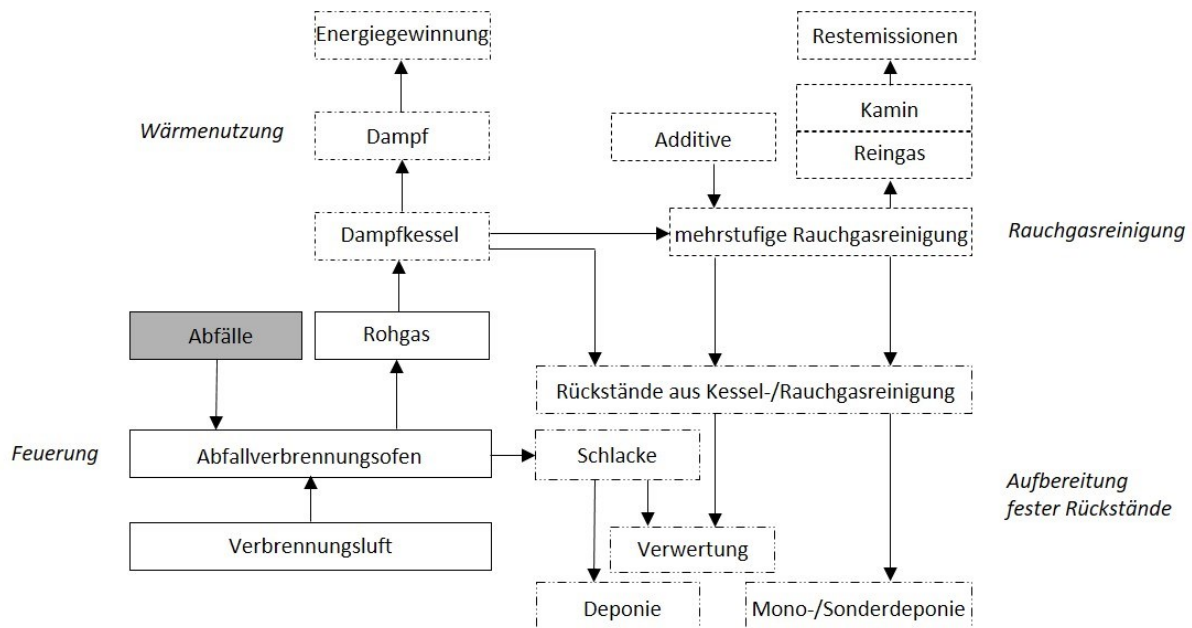 Energiegewinnung
Restemissionen
Kamin
Wärmenutzung
Dampf
Additive
Reingas
Dampfkessel
mehrstufige Rauchgasreinigung
Rauchgasreinigung
Abfälle
Rohgas
Rückstände aus Kessel-/Rauchgasreinigung
Feuerung
Abfallverbrennungsofen
Schlacke
Aufbereitung
fester Rückstände
Verbrennungsluft
Verwertung
Deponie
Mono-/Sonderdeponie